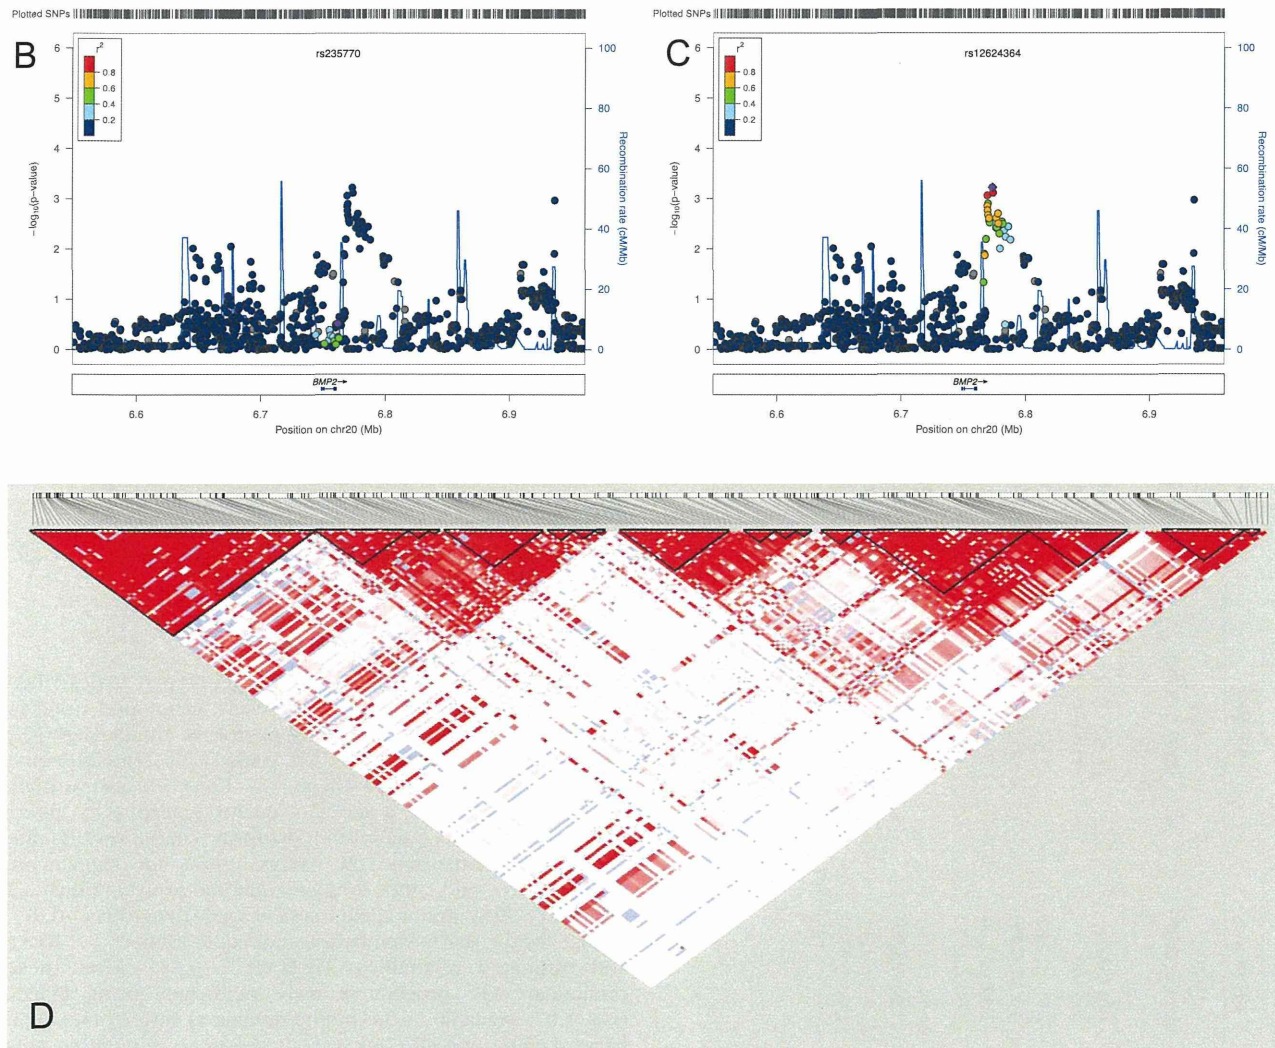 Plotted SNPs
B
rs235770
r²
0.8
0.6
0.4
0.2
6
5
4
3
2
1
0
−log₁₀(p−value)
100
80
60
40
20
0
Recombination rate (cM/Mb)
BMP2→
6.6
6.7
6.8
6.9
Position on chr20 (Mb)
Plotted SNPs
C
rs12624364
r²
0.8
0.6
0.4
0.2
6
5
4
3
2
1
0
−log₁₀(p−value)
100
80
60
40
20
0
Recombination rate (cM/Mb)
BMP2→
6.6
6.7
6.8
6.9
Position on chr20 (Mb)
D